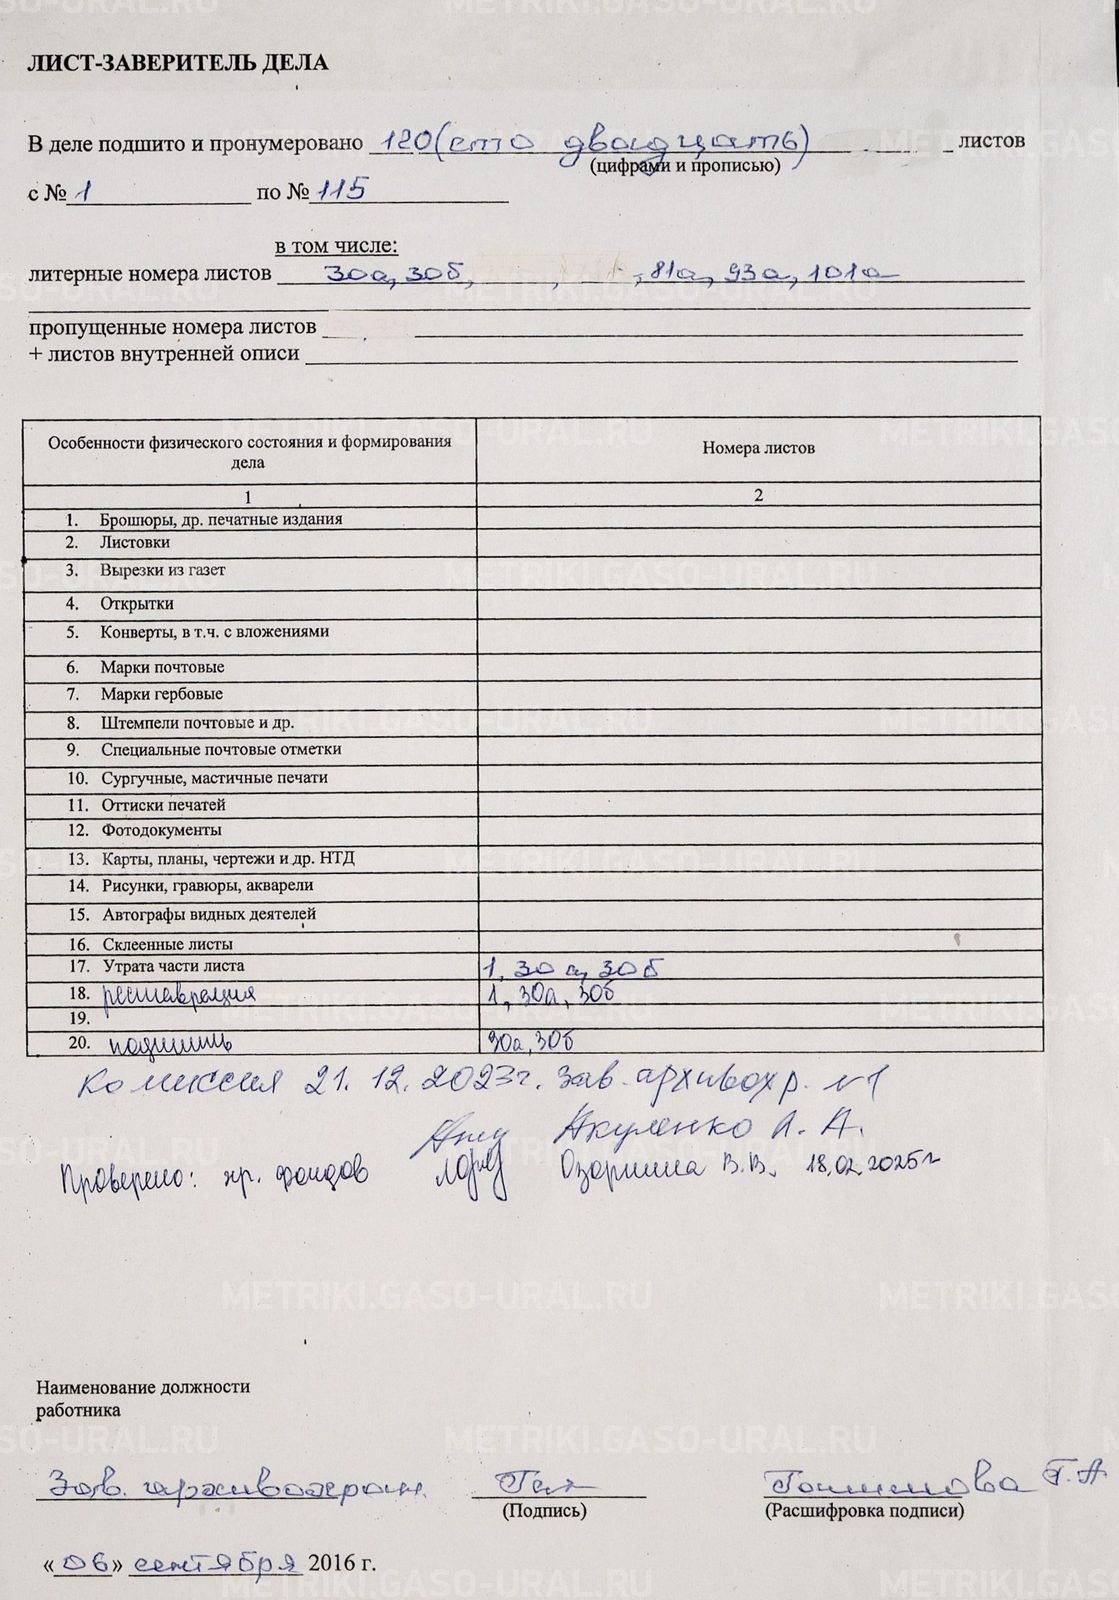 ЛИСТ-ЗАВЕРИТЕЛЬ ДЕЛА
В деле подшито и пронумеровано 120 (сто двадцать) листов
(цифрами и прописью)
с № 1 по № 115
в том числе:
литерные номера листов 30а, 30б, , , 81а, 93а, 101а
пропущенные номера листов
+ листов внутренней описи
Особенности физического состояния и формирования дела Номера листов
1 2
1. Брошюры, др. печатные издания
2. Листовки
3. Вырезки из газет
4. Открытки
5. Конверты, в т.ч. с вложениями
6. Марки почтовые
7. Марки гербовые
8. Штемпели почтовые и др.
9. Специальные почтовые отметки
10. Сургучные, мастичные печати
11. Оттиски печатей
12. Фотодокументы
13. Карты, планы, чертежи и др. НТД
14. Рисунки, гравюры, акварели
15. Автографы видных деятелей
16. Склеенные листы
17. Утрата части листа 1, 30а, 30б
18. реставрация 1, 30а, 30б
19.
20. подшить 30а, 30б
Комиссия 21.12.2023г. Зав. архивохр. №1
Акуленко А. А.
Проверено: хр. фондов Озорнина В.В. 18.02.2025г
Наименование должности
работника
Зав. архивохран. Г.А
(Подпись) (Расшифровка подписи)
«06» сентября 2016 г.
METRIKI.GASO-URAL.RU